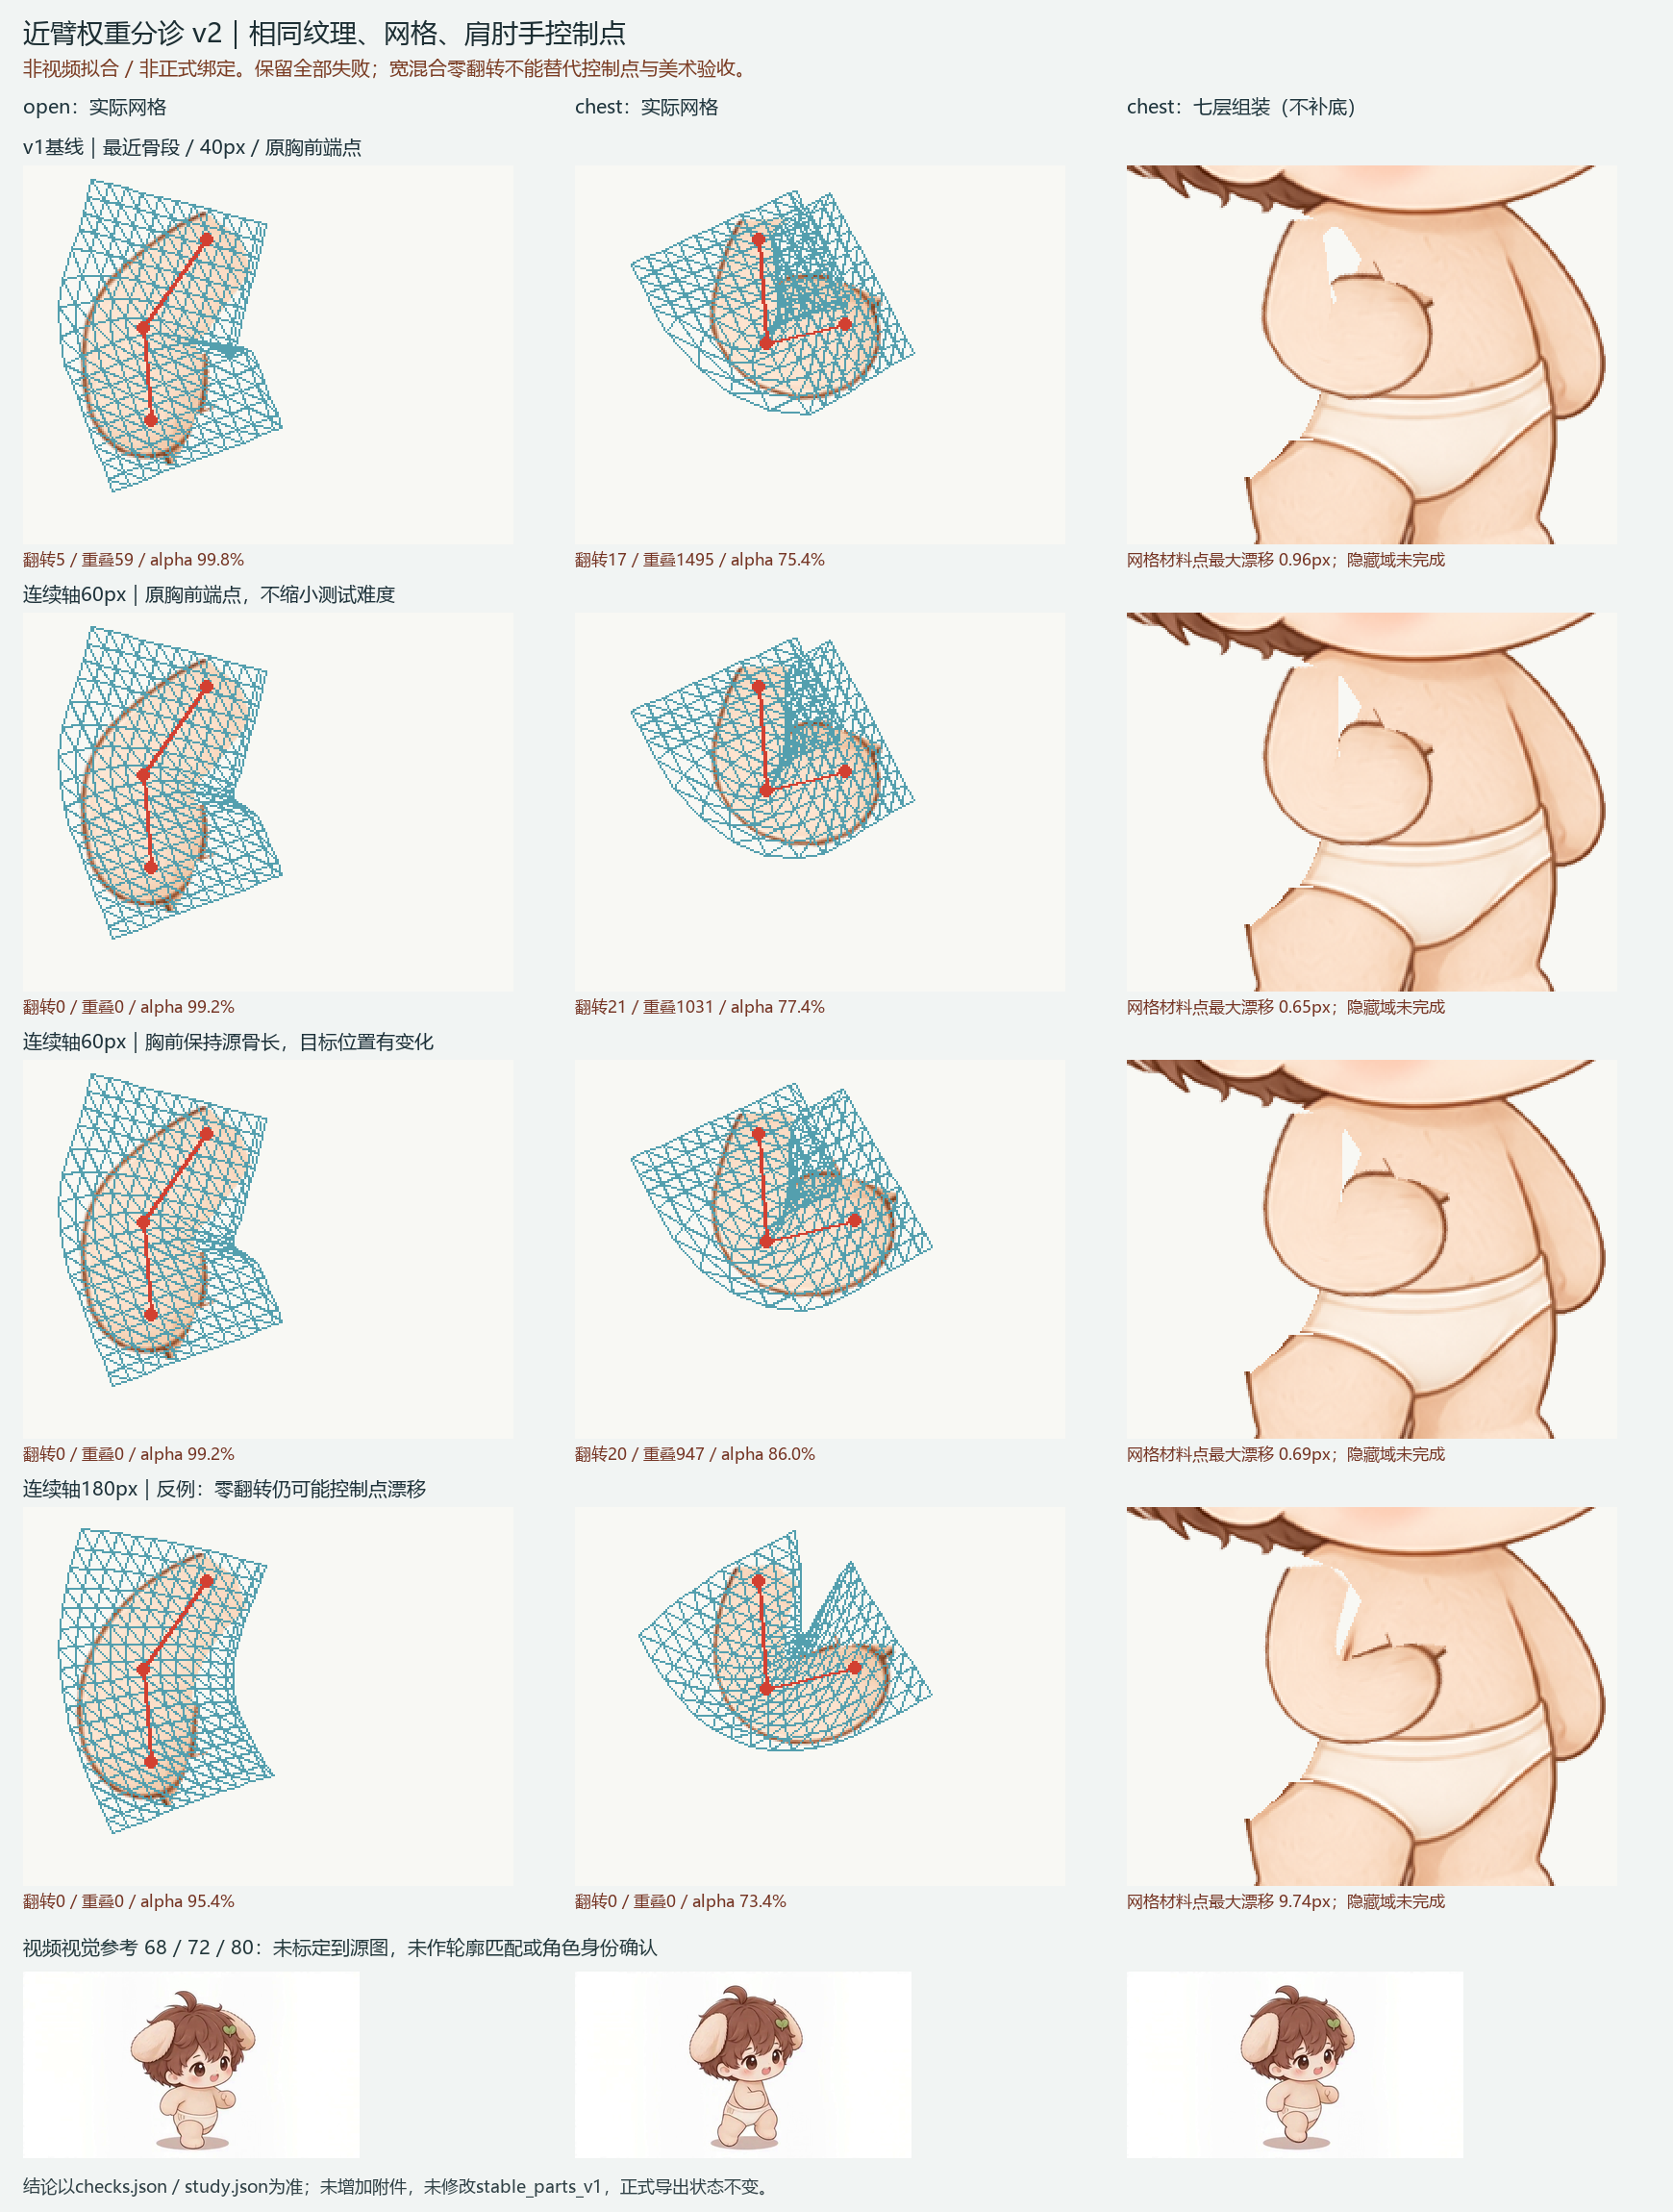 近臂权重分诊 v2｜相同纹理、网格、肩肘手控制点
非视频拟合 / 非正式绑定。保留全部失败；宽混合零翻转不能替代控制点与美术验收。
open：实际网格
chest：实际网格
chest：七层组装（不补底）
v1基线｜最近骨段 / 40px / 原胸前端点
翻转5 / 重叠59 / alpha 99.8%
翻转17 / 重叠1495 / alpha 75.4%
网格材料点最大漂移 0.96px；隐藏域未完成
连续轴60px｜原胸前端点，不缩小测试难度
翻转0 / 重叠0 / alpha 99.2%
翻转21 / 重叠1031 / alpha 77.4%
网格材料点最大漂移 0.65px；隐藏域未完成
连续轴60px｜胸前保持源骨长，目标位置有变化
翻转0 / 重叠0 / alpha 99.2%
翻转20 / 重叠947 / alpha 86.0%
网格材料点最大漂移 0.69px；隐藏域未完成
连续轴180px｜反例：零翻转仍可能控制点漂移
翻转0 / 重叠0 / alpha 95.4%
翻转0 / 重叠0 / alpha 73.4%
网格材料点最大漂移 9.74px；隐藏域未完成
视频视觉参考 68 / 72 / 80：未标定到源图，未作轮廓匹配或角色身份确认
结论以checks.json / study.json为准；未增加附件，未修改stable_parts_v1，正式导出状态不变。